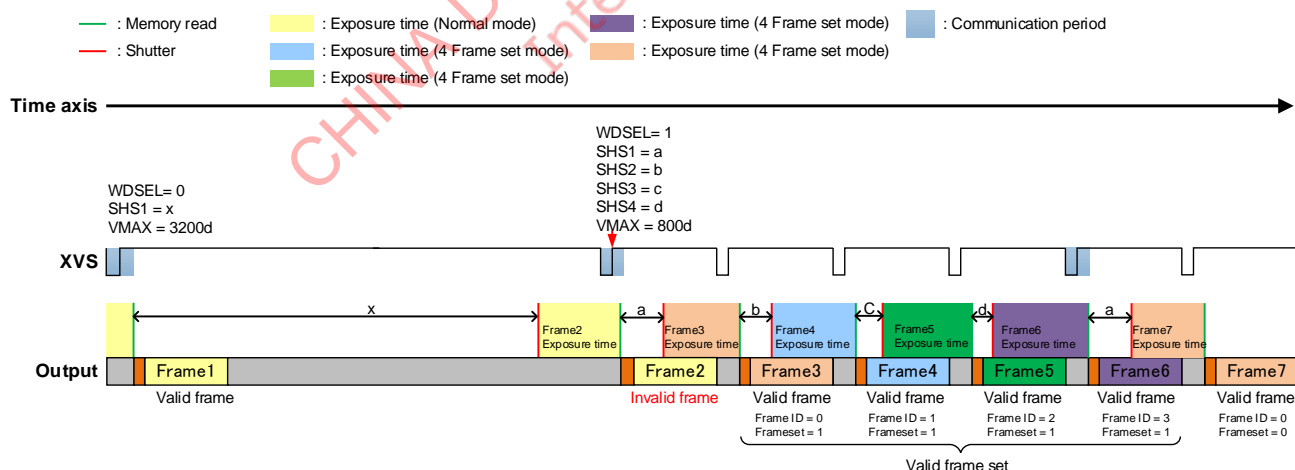 : Memory read
: Exposure time (Normal mode)
: Exposure time (4 Frame set mode)
: Communication period
: Shutter
: Exposure time (4 Frame set mode)
: Exposure time (4 Frame set mode)
: Exposure time (4 Frame set mode)
CHINA
Inte
Time axis
WDSEL= 0
SHS1 = x
VMAX = 3200d
WDSEL= 1
SHS1 = a
SHS2 = b
SHS3 = c
SHS4 = d
VMAX = 800d
XVS
x
a
b
C
d
a
Frame2
Exposure time
Frame3
Exposure time
Frame4
Exposure time
Frame5
Exposure time
Frame6
Exposure time
Frame7
Exposure time
Output
Frame1
Frame2
Frame3
Frame4
Frame5
Frame6
Frame7
Valid frame
Invalid frame
Valid frame
Valid frame
Valid frame
Valid frame
Valid frame
Frame ID = 0
Frameset = 1
Frame ID = 1
Frameset = 1
Frame ID = 2
Frameset = 1
Frame ID = 3
Frameset = 1
Frame ID = 0
Frameset = 0
Valid frame set